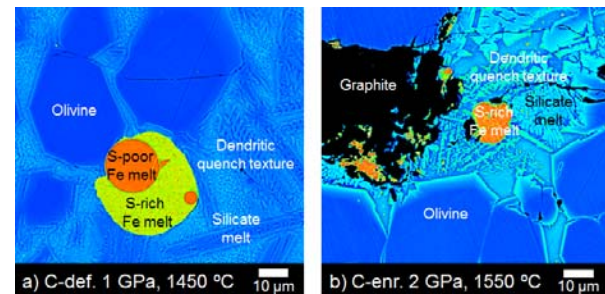 Olivine
S-poor
Fe melt
S-rich
Fe melt
Dendritic
quench texture
Silicate
melt
a) C-def. 1 GPa, 1450 ºC
10 µm
Graphite
Dendritic
quench texture
Silicate
melt
S-rich
Fe melt
Olivine
b) C-enr. 2 GPa, 1550 ºC
10 µm